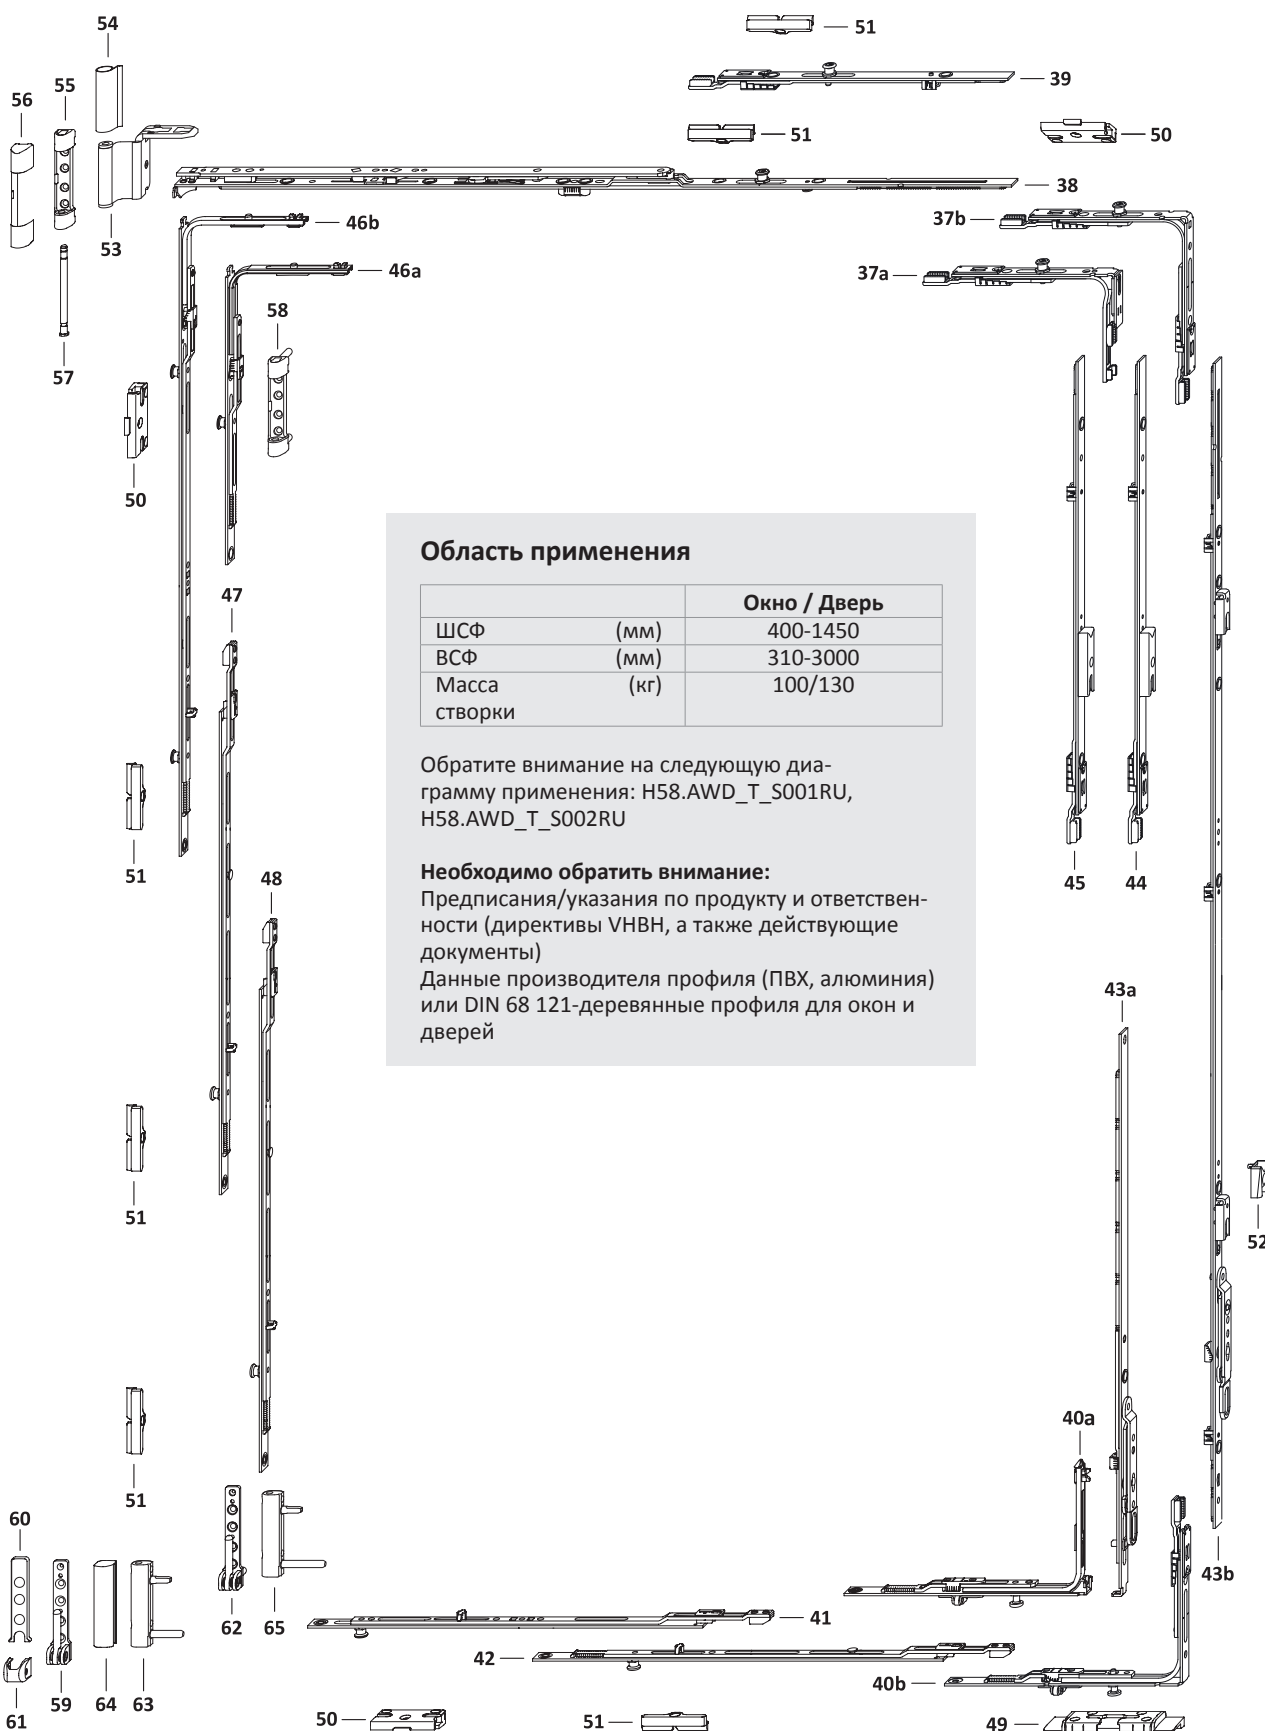 54
51
55
39
56
51
50
38
46b
37b
53
46a
37a
58
57
50
Область применения
Окно / Дверь
ШСФ (мм) 400-1450
ВСФ (мм) 310-3000
Масса (кг) 100/130
створки
Обратите внимание на следующую диа-
грамму применения: H58.AWD_T_S001RU,
H58.AWD_T_S002RU
Необходимо обратить внимание:
Предписания/указания по продукту и ответствен-
ности (директивы VHBH, а также действующие
документы)
Данные производителя профиля (ПВХ, алюминия)
или DIN 68 121-деревянные профиля для окон и
дверей
47
51
48
45
44
43a
51
52
40a
51
60
43b
62
65
41
42
40b
61
59
64
63
50
51
49